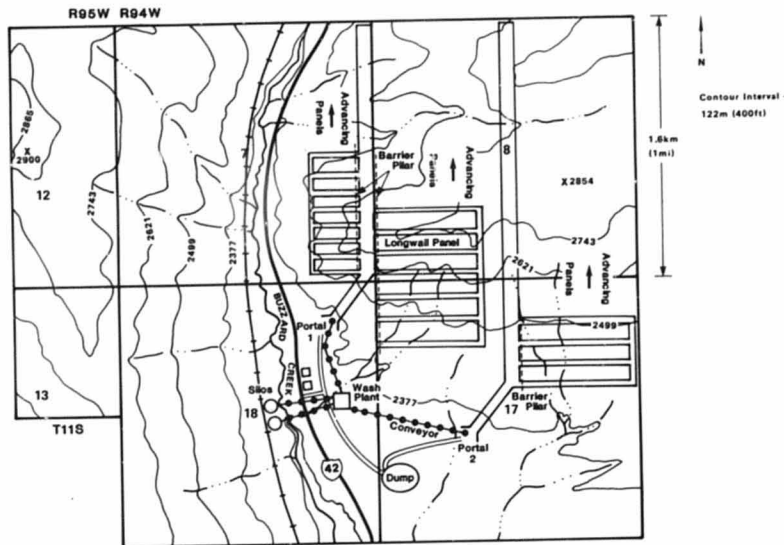 R95W R94W
N
Contour Interval -
122m (400ft)
1.6km
(1mi)
2865
X
2900
12
2743
2621
2499
2377
7
Advancing
Panels
Barrier
Pillar
Advancing
Panels
8
X 2854
Longwall Panel
2743
2621
Advancing
Panels
2499
BUZZARD
CREEK
Portal
1
13
T11S
Silos
18
Wash
Plant
2377
17
Barrier
Pillar
Conveyor
Portal
2
42
Dump